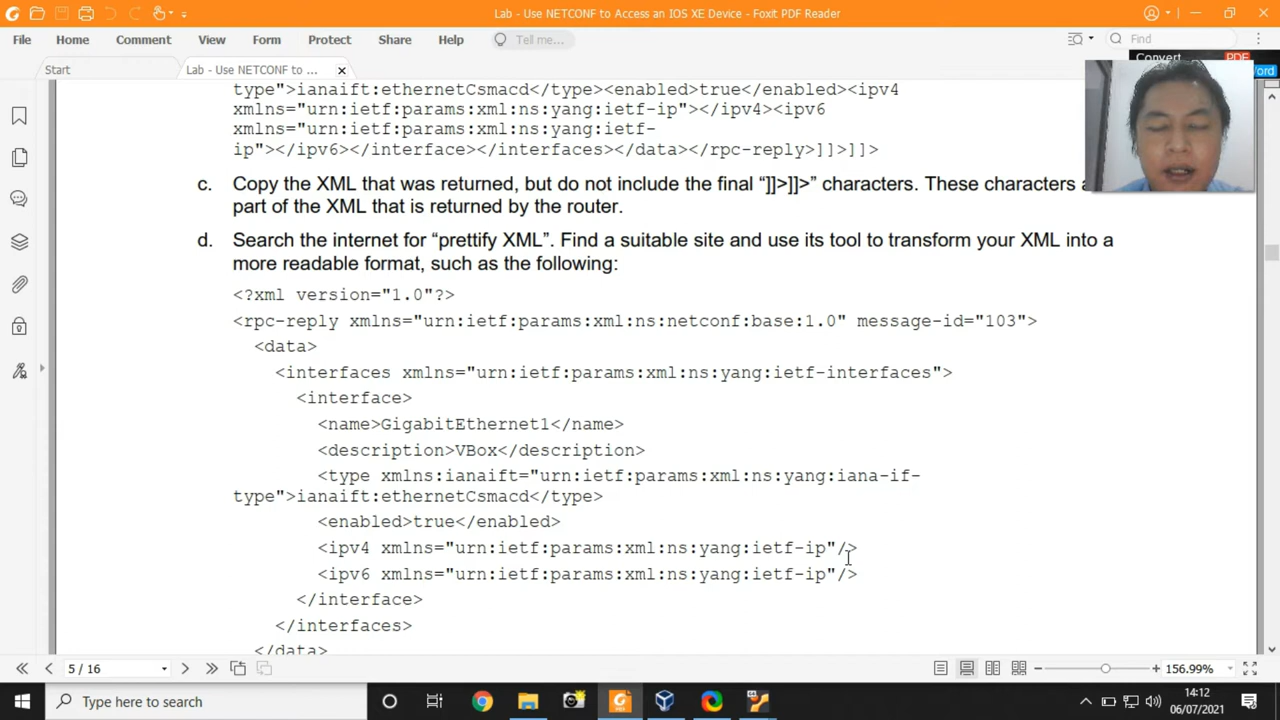 Lab - Use NETCONF to Access an IOS XE Device - Foxit PDF Reader
File Home Comment View Form Protect Share Help Tell me... Find
Start Lab - Use NETCONF to ... Convert PDF
ord
type">ianaift:ethernetCsmacd</type><enabled>true</enabled><ipv4
xmlns="urn:ietf:params:xml:ns:yang:ietf-ip"></ipv4><ipv6
xmlns="urn:ietf:params:xml:ns:yang:ietf-
ip"></ipv6></interface></interfaces></data></rpc-reply>]]>]]>
c. Copy the XML that was returned, but do not include the final “]]>]]>” characters. These characters
part of the XML that is returned by the router.
d. Search the internet for “prettify XML”. Find a suitable site and use its tool to transform your XML into a
more readable format, such as the following:
<?xml version="1.0"?>
<rpc-reply xmlns="urn:ietf:params:xml:ns:netconf:base:1.0" message-id="103">
<data>
<interfaces xmlns="urn:ietf:params:xml:ns:yang:ietf-interfaces">
<interface>
<name>GigabitEthernet1</name>
<description>VBox</description>
<type xmlns:ianaift="urn:ietf:params:xml:ns:yang:iana-if-
type">ianaift:ethernetCsmacd</type>
<enabled>true</enabled>
<ipv4 xmlns="urn:ietf:params:xml:ns:yang:ietf-ip"/>
<ipv6 xmlns="urn:ietf:params:xml:ns:yang:ietf-ip"/>
</interface>
</interfaces>
</data>
5 / 16 156.99%
Type here to search
14:12
06/07/2021